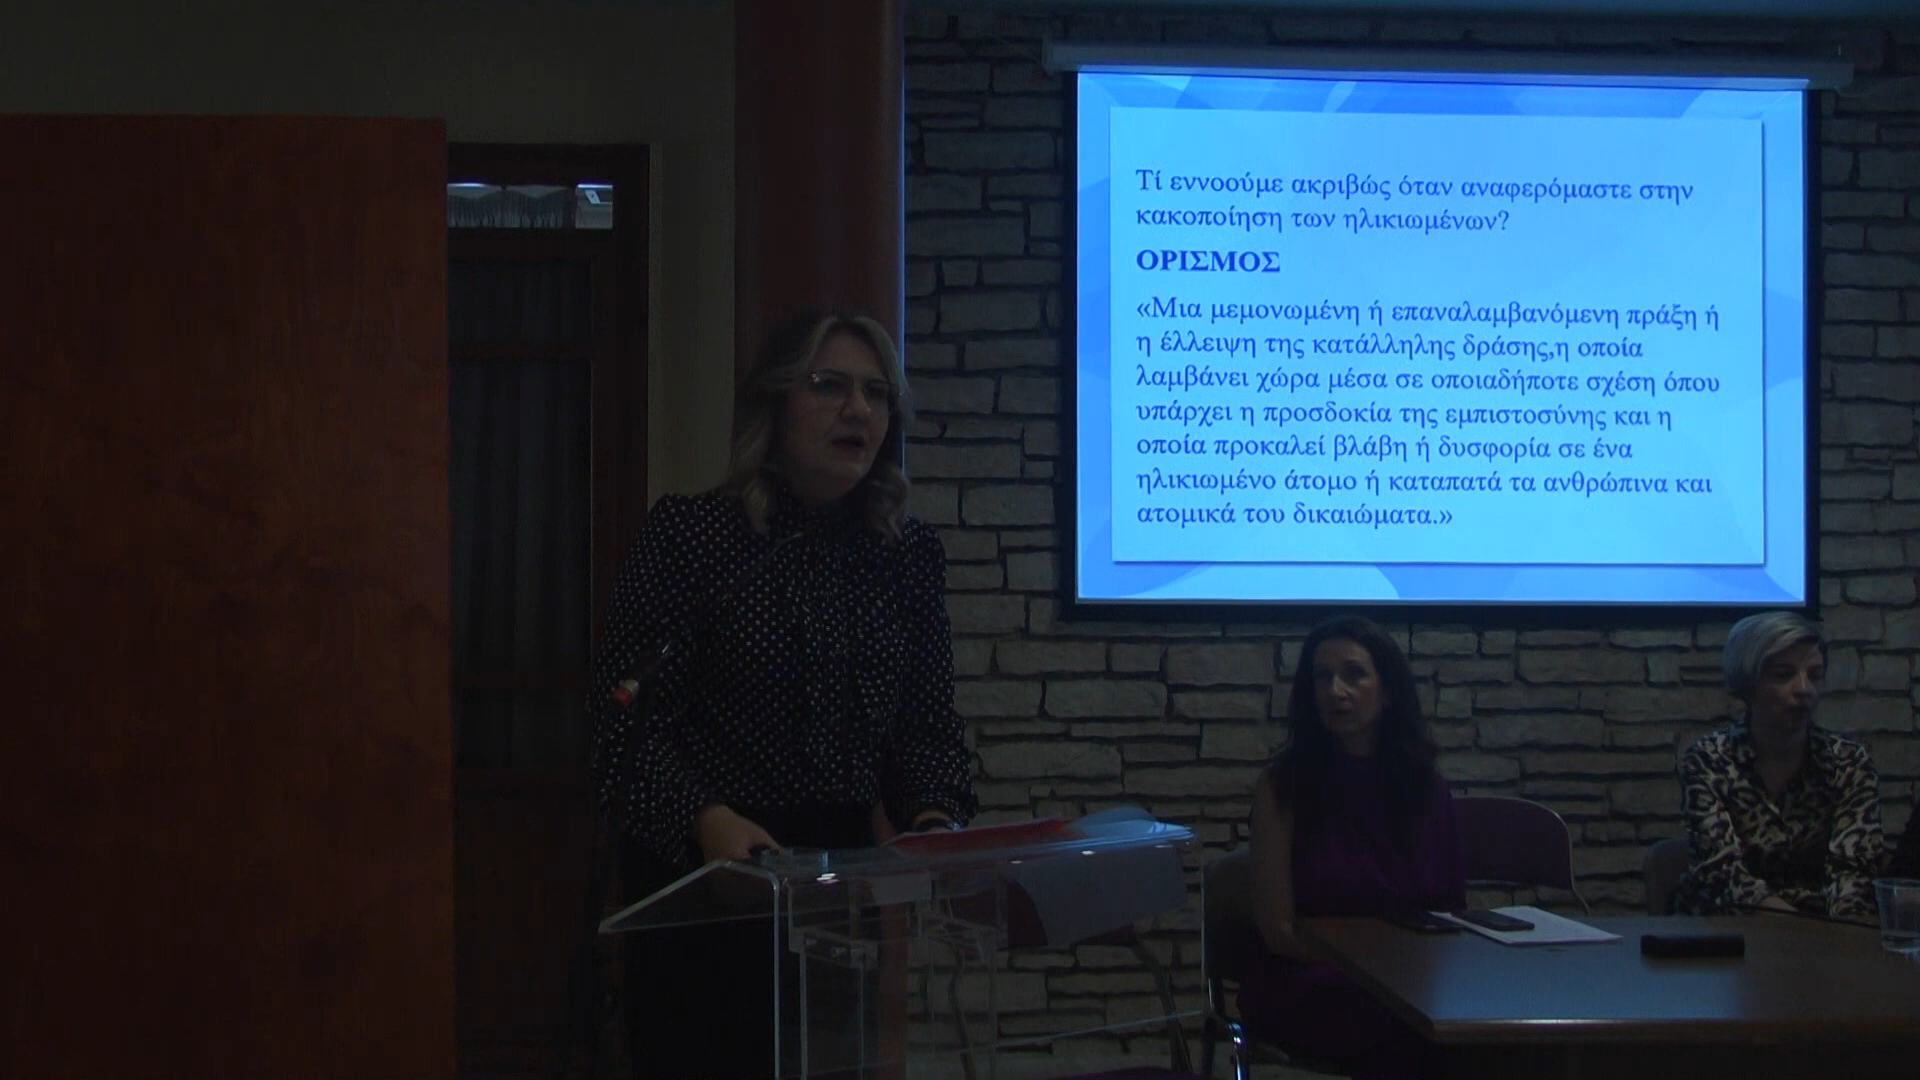 Τί εννοούμε ακριβώς όταν αναφερόμαστε στην
κακοποίηση των ηλικιωμένων?
ΟΡΙΣΜΟΣ
«Μια μεμονωμένη ή επαναλαμβανόμενη πράξη ή
η έλλειψη της κατάλληλης δράσης,η οποία
λαμβάνει χώρα μέσα σε οποιαδήποτε σχέση όπου
υπάρχει η προσδοκία της εμπιστοσύνης και η
οποία προκαλεί βλάβη ή δυσφορία σε ένα
ηλικιωμένο άτομο ή καταπατά τα ανθρώπινα και
ατομικά του δικαιώματα.»